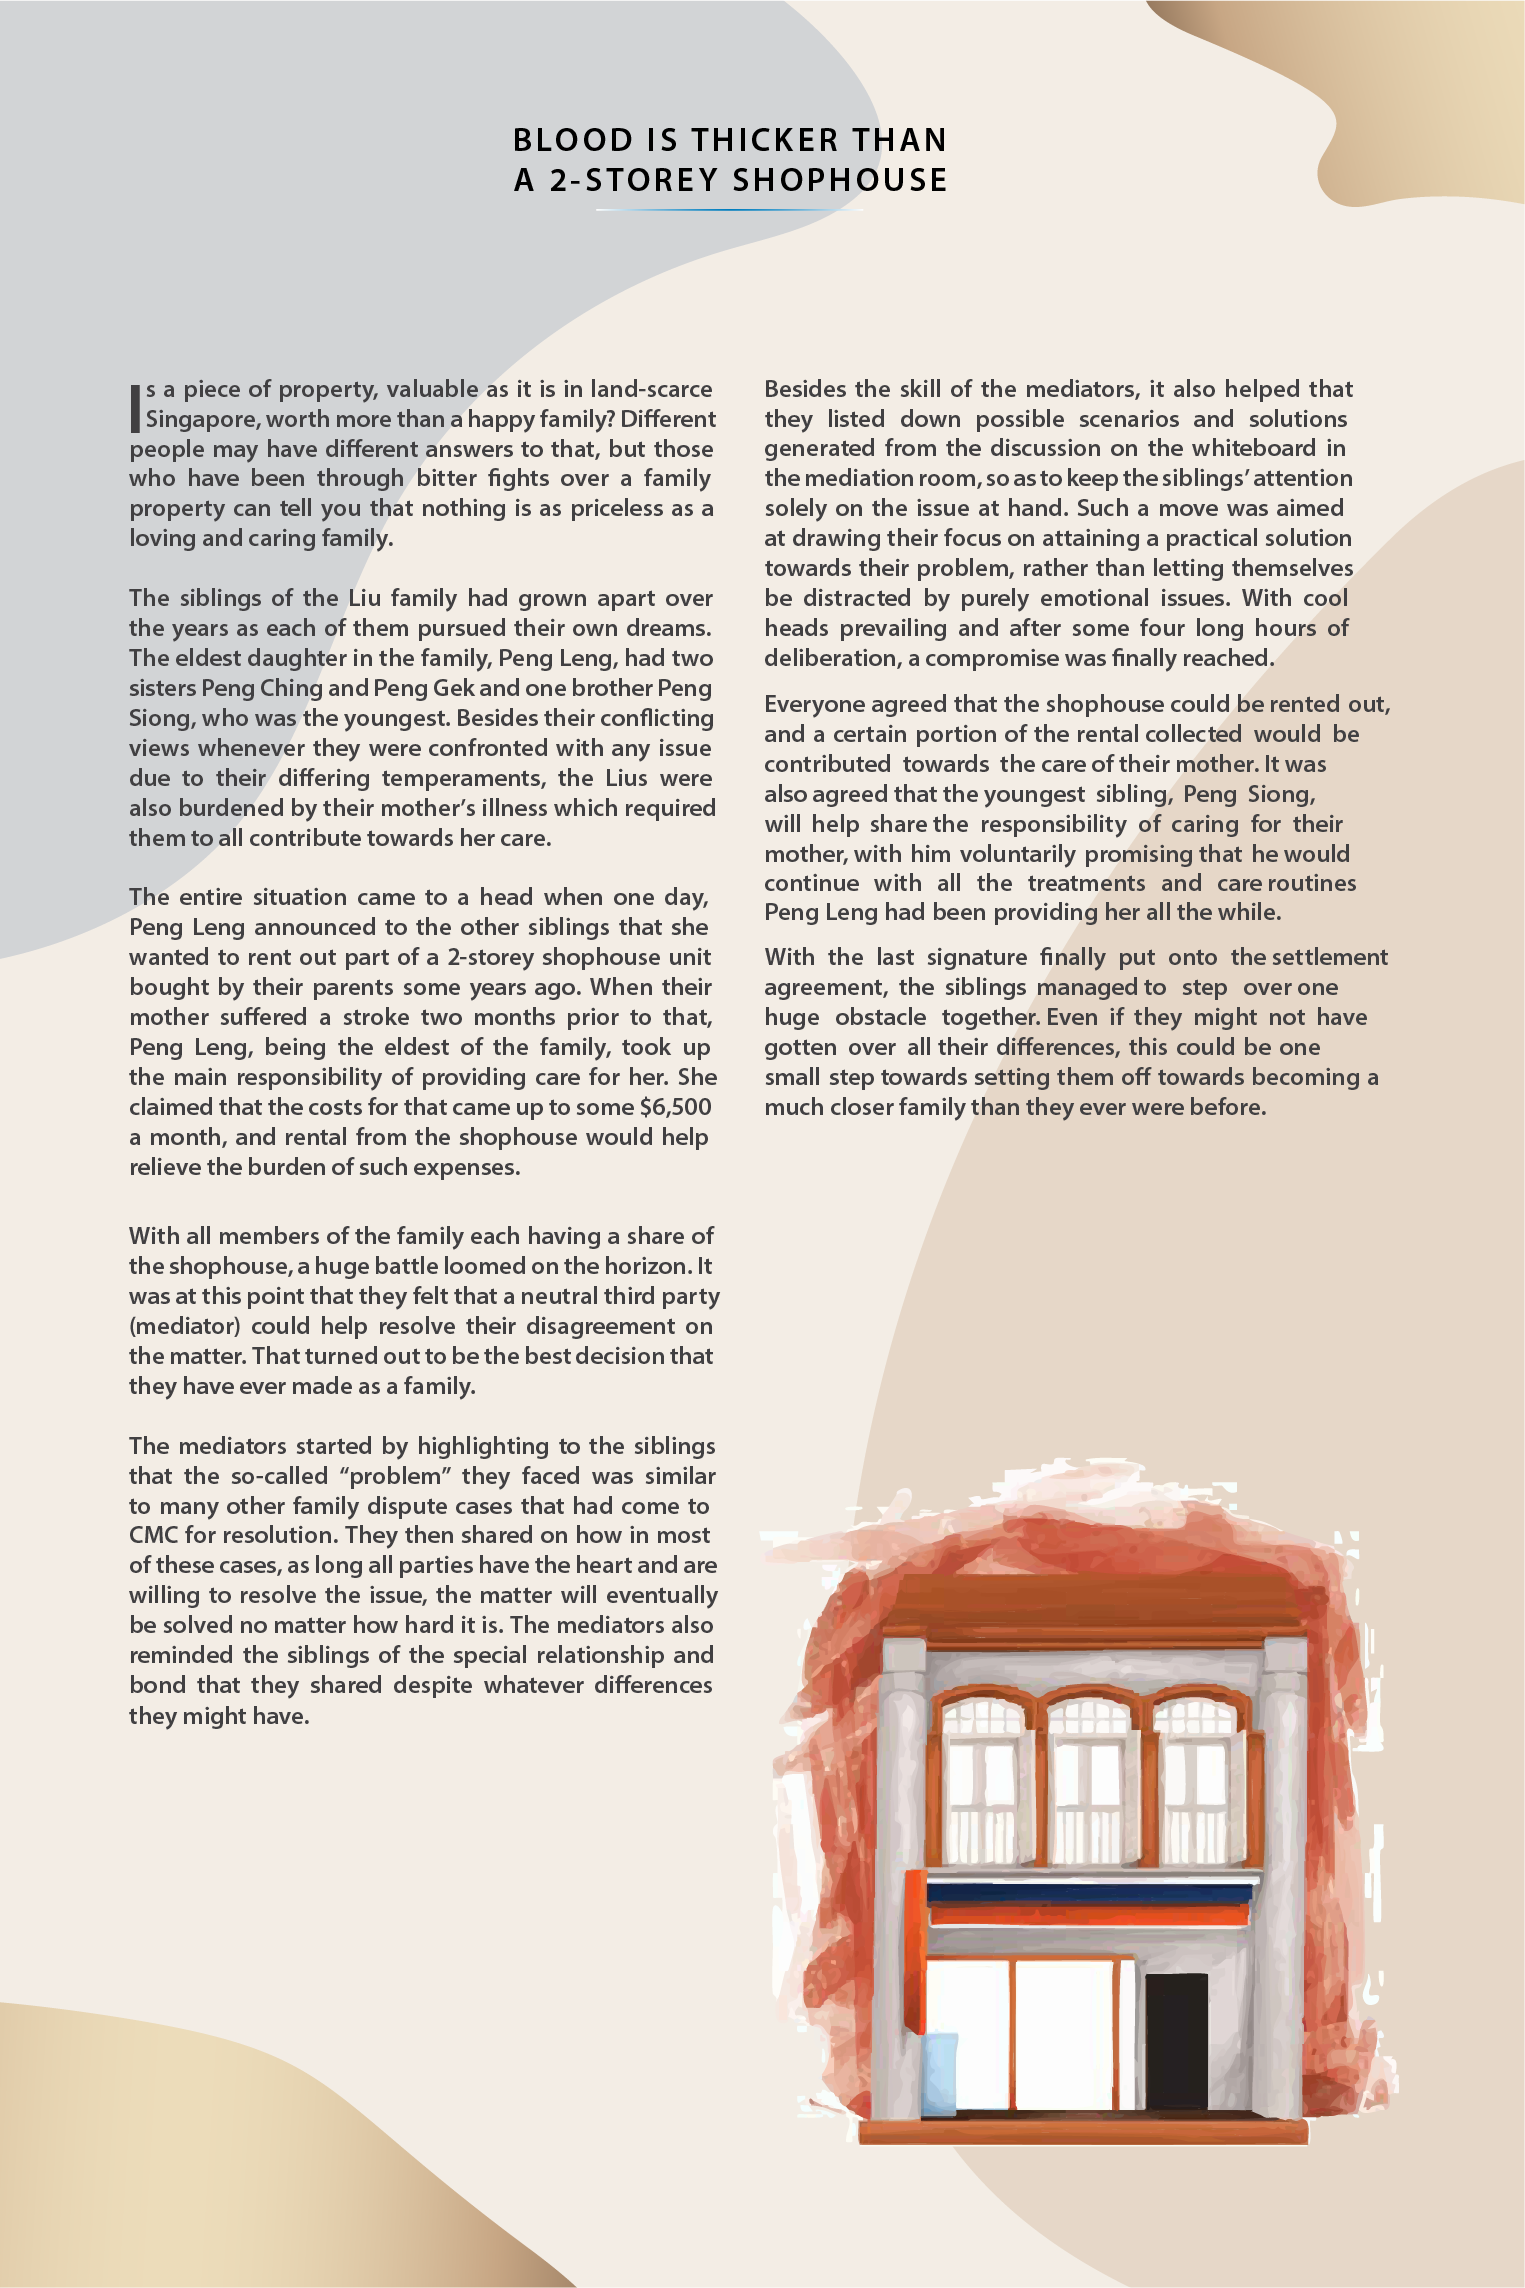 BLOOD IS THICKER THAN
A 2-STOREY SHOPHOUSE
Is a piece of property, valuable as it is in land-scarce
Singapore, worth more than a happy family? Different
people may have different answers to that, but those
who have been through bitter fights over a family
property can tell you that nothing is as priceless as a
loving and caring family.
The siblings of the Liu family had grown apart over
the years as each of them pursued their own dreams.
The eldest daughter in the family, Peng Leng, had two
sisters Peng Ching and Peng Gek and one brother Peng
Siong, who was the youngest. Besides their conflicting
views whenever they were confronted with any issue
due to their differing temperaments, the Lius were
also burdened by their mother’s illness which required
them to all contribute towards her care.
The entire situation came to a head when one day,
Peng Leng announced to the other siblings that she
wanted to rent out part of a 2-storey shophouse unit
bought by their parents some years ago. When their
mother suffered a stroke two months prior to that,
Peng Leng, being the eldest of the family, took up
the main responsibility of providing care for her. She
claimed that the costs for that came up to some $6,500
a month, and rental from the shophouse would help
relieve the burden of such expenses.
With all members of the family each having a share of
the shophouse, a huge battle loomed on the horizon. It
was at this point that they felt that a neutral third party
(mediator) could help resolve their disagreement on
the matter. That turned out to be the best decision that
they have ever made as a family.
The mediators started by highlighting to the siblings
that the so-called “problem” they faced was similar
to many other family dispute cases that had come to
CMC for resolution. They then shared on how in most
of these cases, as long all parties have the heart and are
willing to resolve the issue, the matter will eventually
be solved no matter how hard it is. The mediators also
reminded the siblings of the special relationship and
bond that they shared despite whatever differences
they might have.
Besides the skill of the mediators, it also helped that
they listed down possible scenarios and solutions
generated from the discussion on the whiteboard in
the mediation room, so as to keep the siblings’ attention
solely on the issue at hand. Such a move was aimed
at drawing their focus on attaining a practical solution
towards their problem, rather than letting themselves
be distracted by purely emotional issues. With cool
heads prevailing and after some four long hours of
deliberation, a compromise was finally reached.
Everyone agreed that the shophouse could be rented out,
and a certain portion of the rental collected would be
contributed towards the care of their mother. It was
also agreed that the youngest sibling, Peng Siong,
will help share the responsibility of caring for their
mother, with him voluntarily promising that he would
continue with all the treatments and care routines
Peng Leng had been providing her all the while.
With the last signature finally put onto the settlement
agreement, the siblings managed to step over one
huge obstacle together. Even if they might not have
gotten over all their differences, this could be one
small step towards setting them off towards becoming a
much closer family than they ever were before.